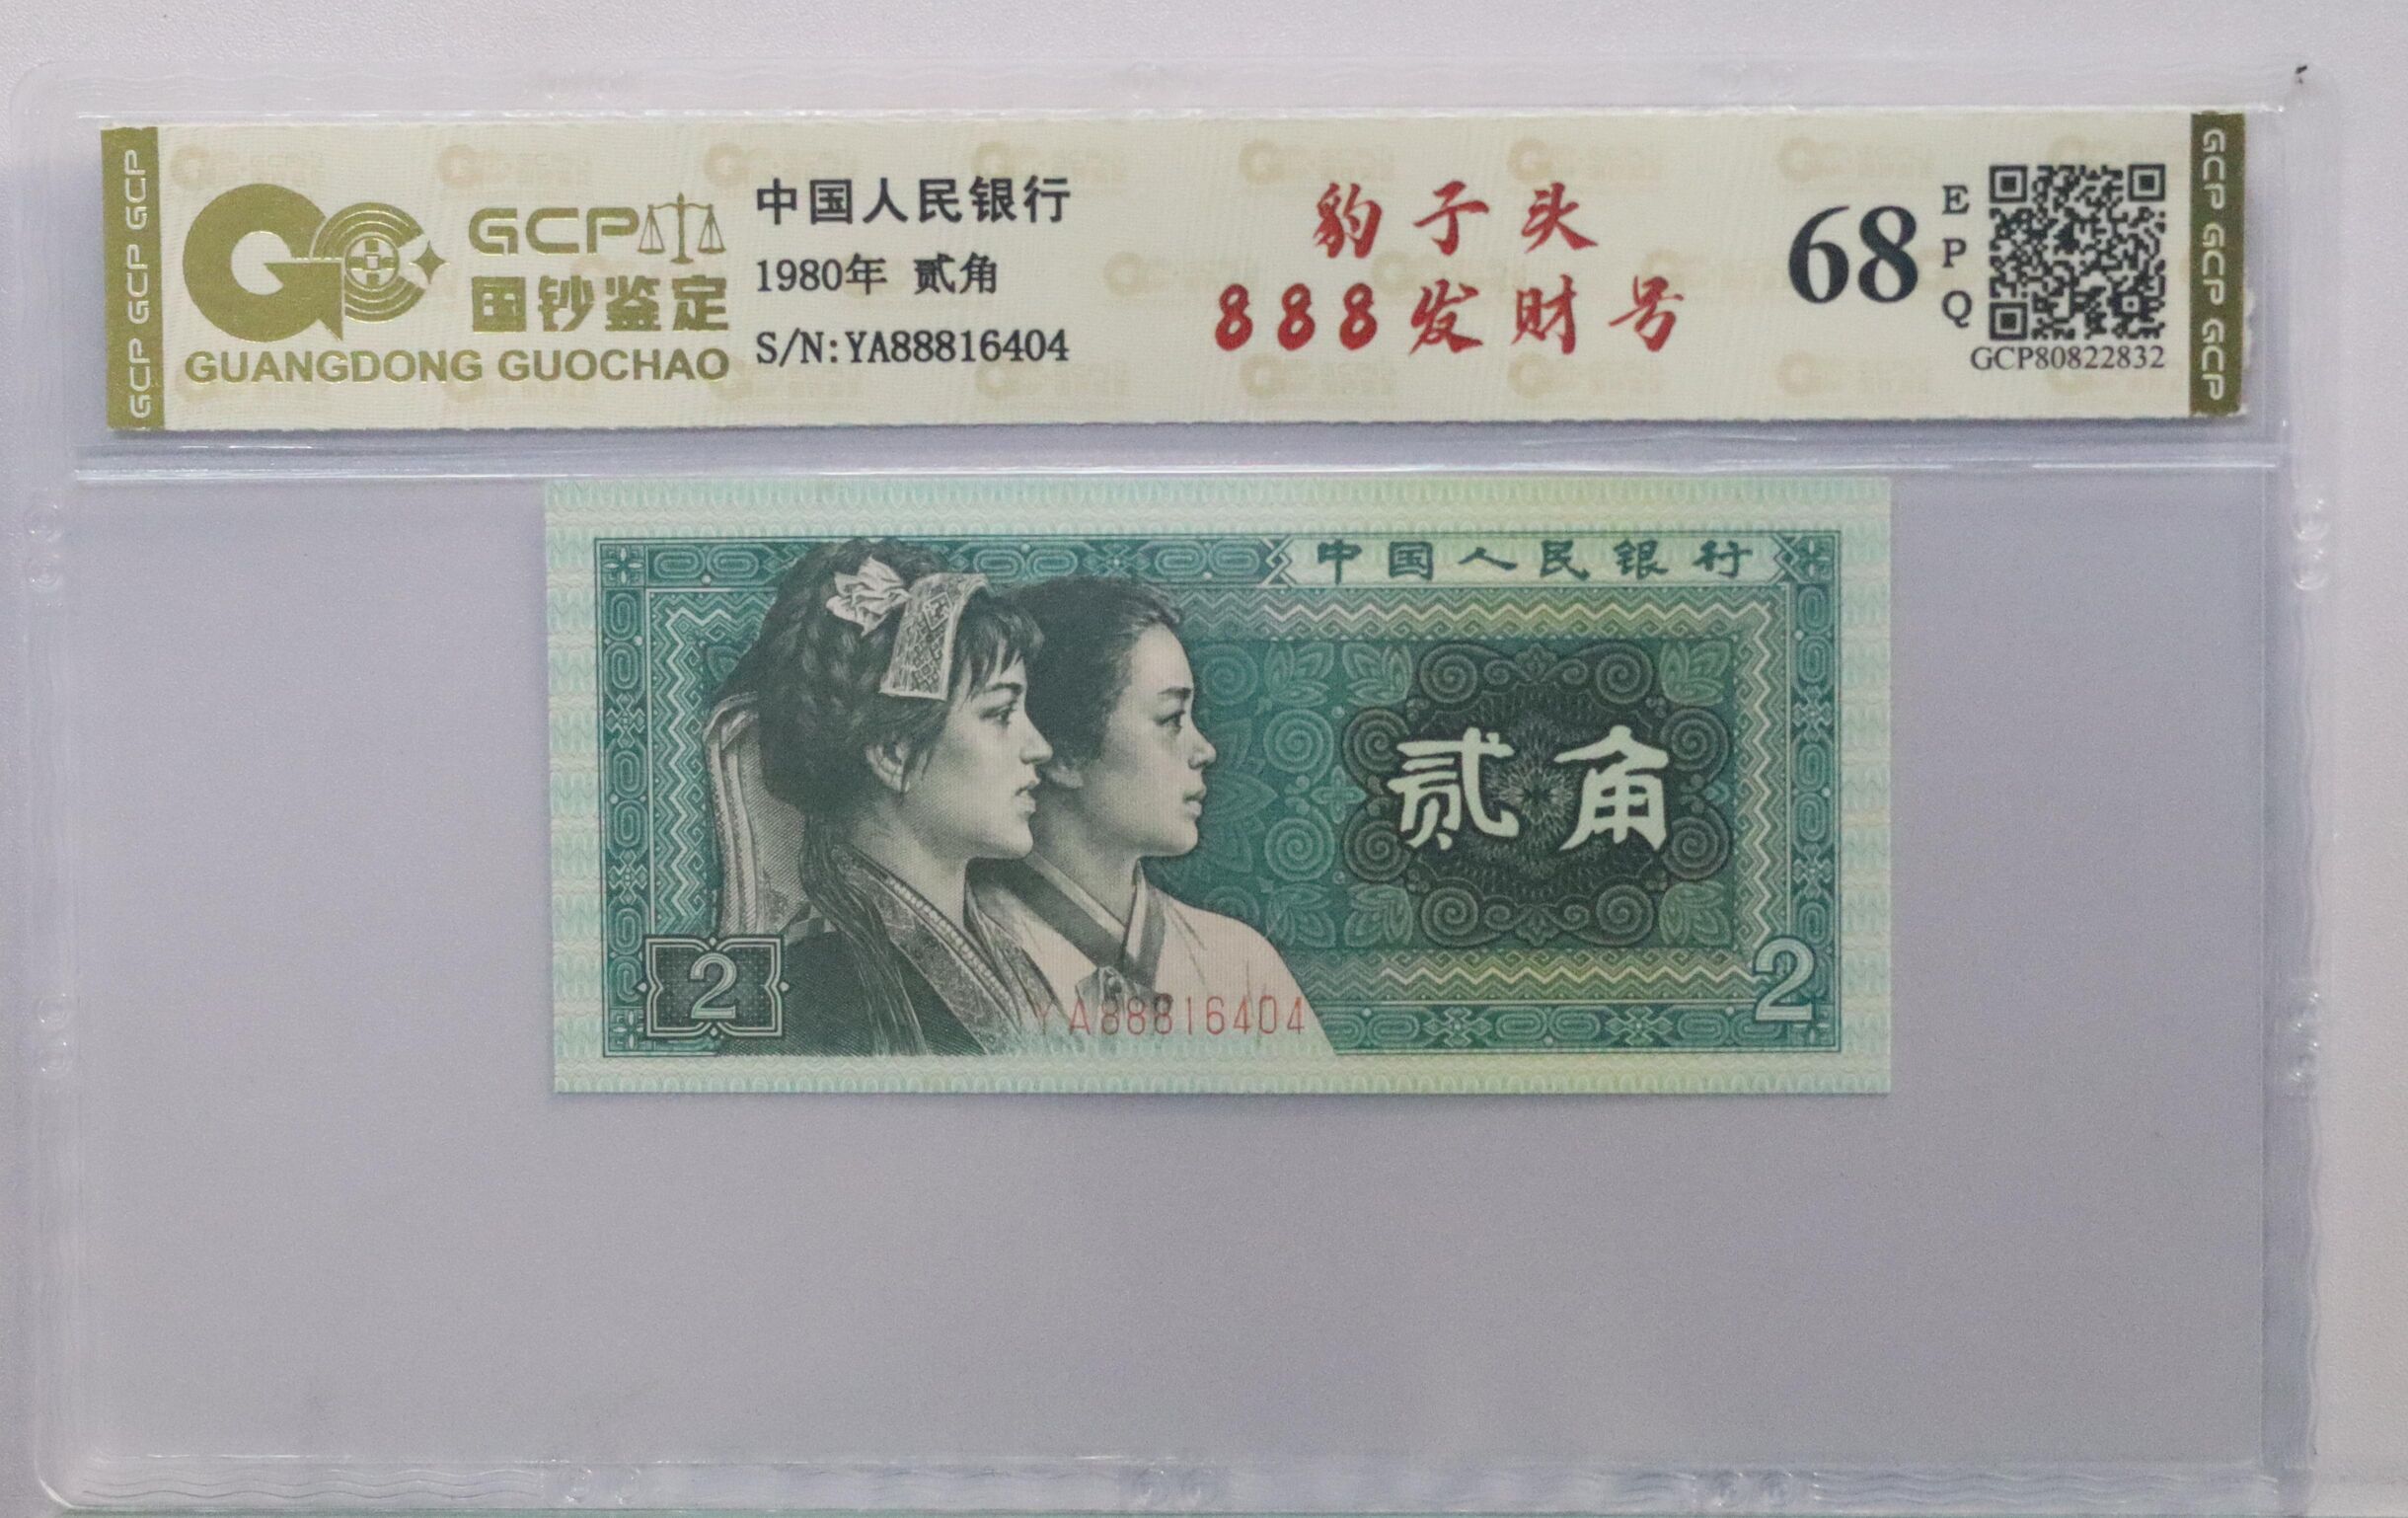 GCP GCP GCP
GCP
国钞鉴定
GUANGDONG GUOCHAO
中国人民银行
1980年 贰角
S/N:YA88816404
豹子头
888发财号
68
EPQ
GCP80822832
GCP GCP GCP
中国人民银行
贰角
2
2
YA88816404